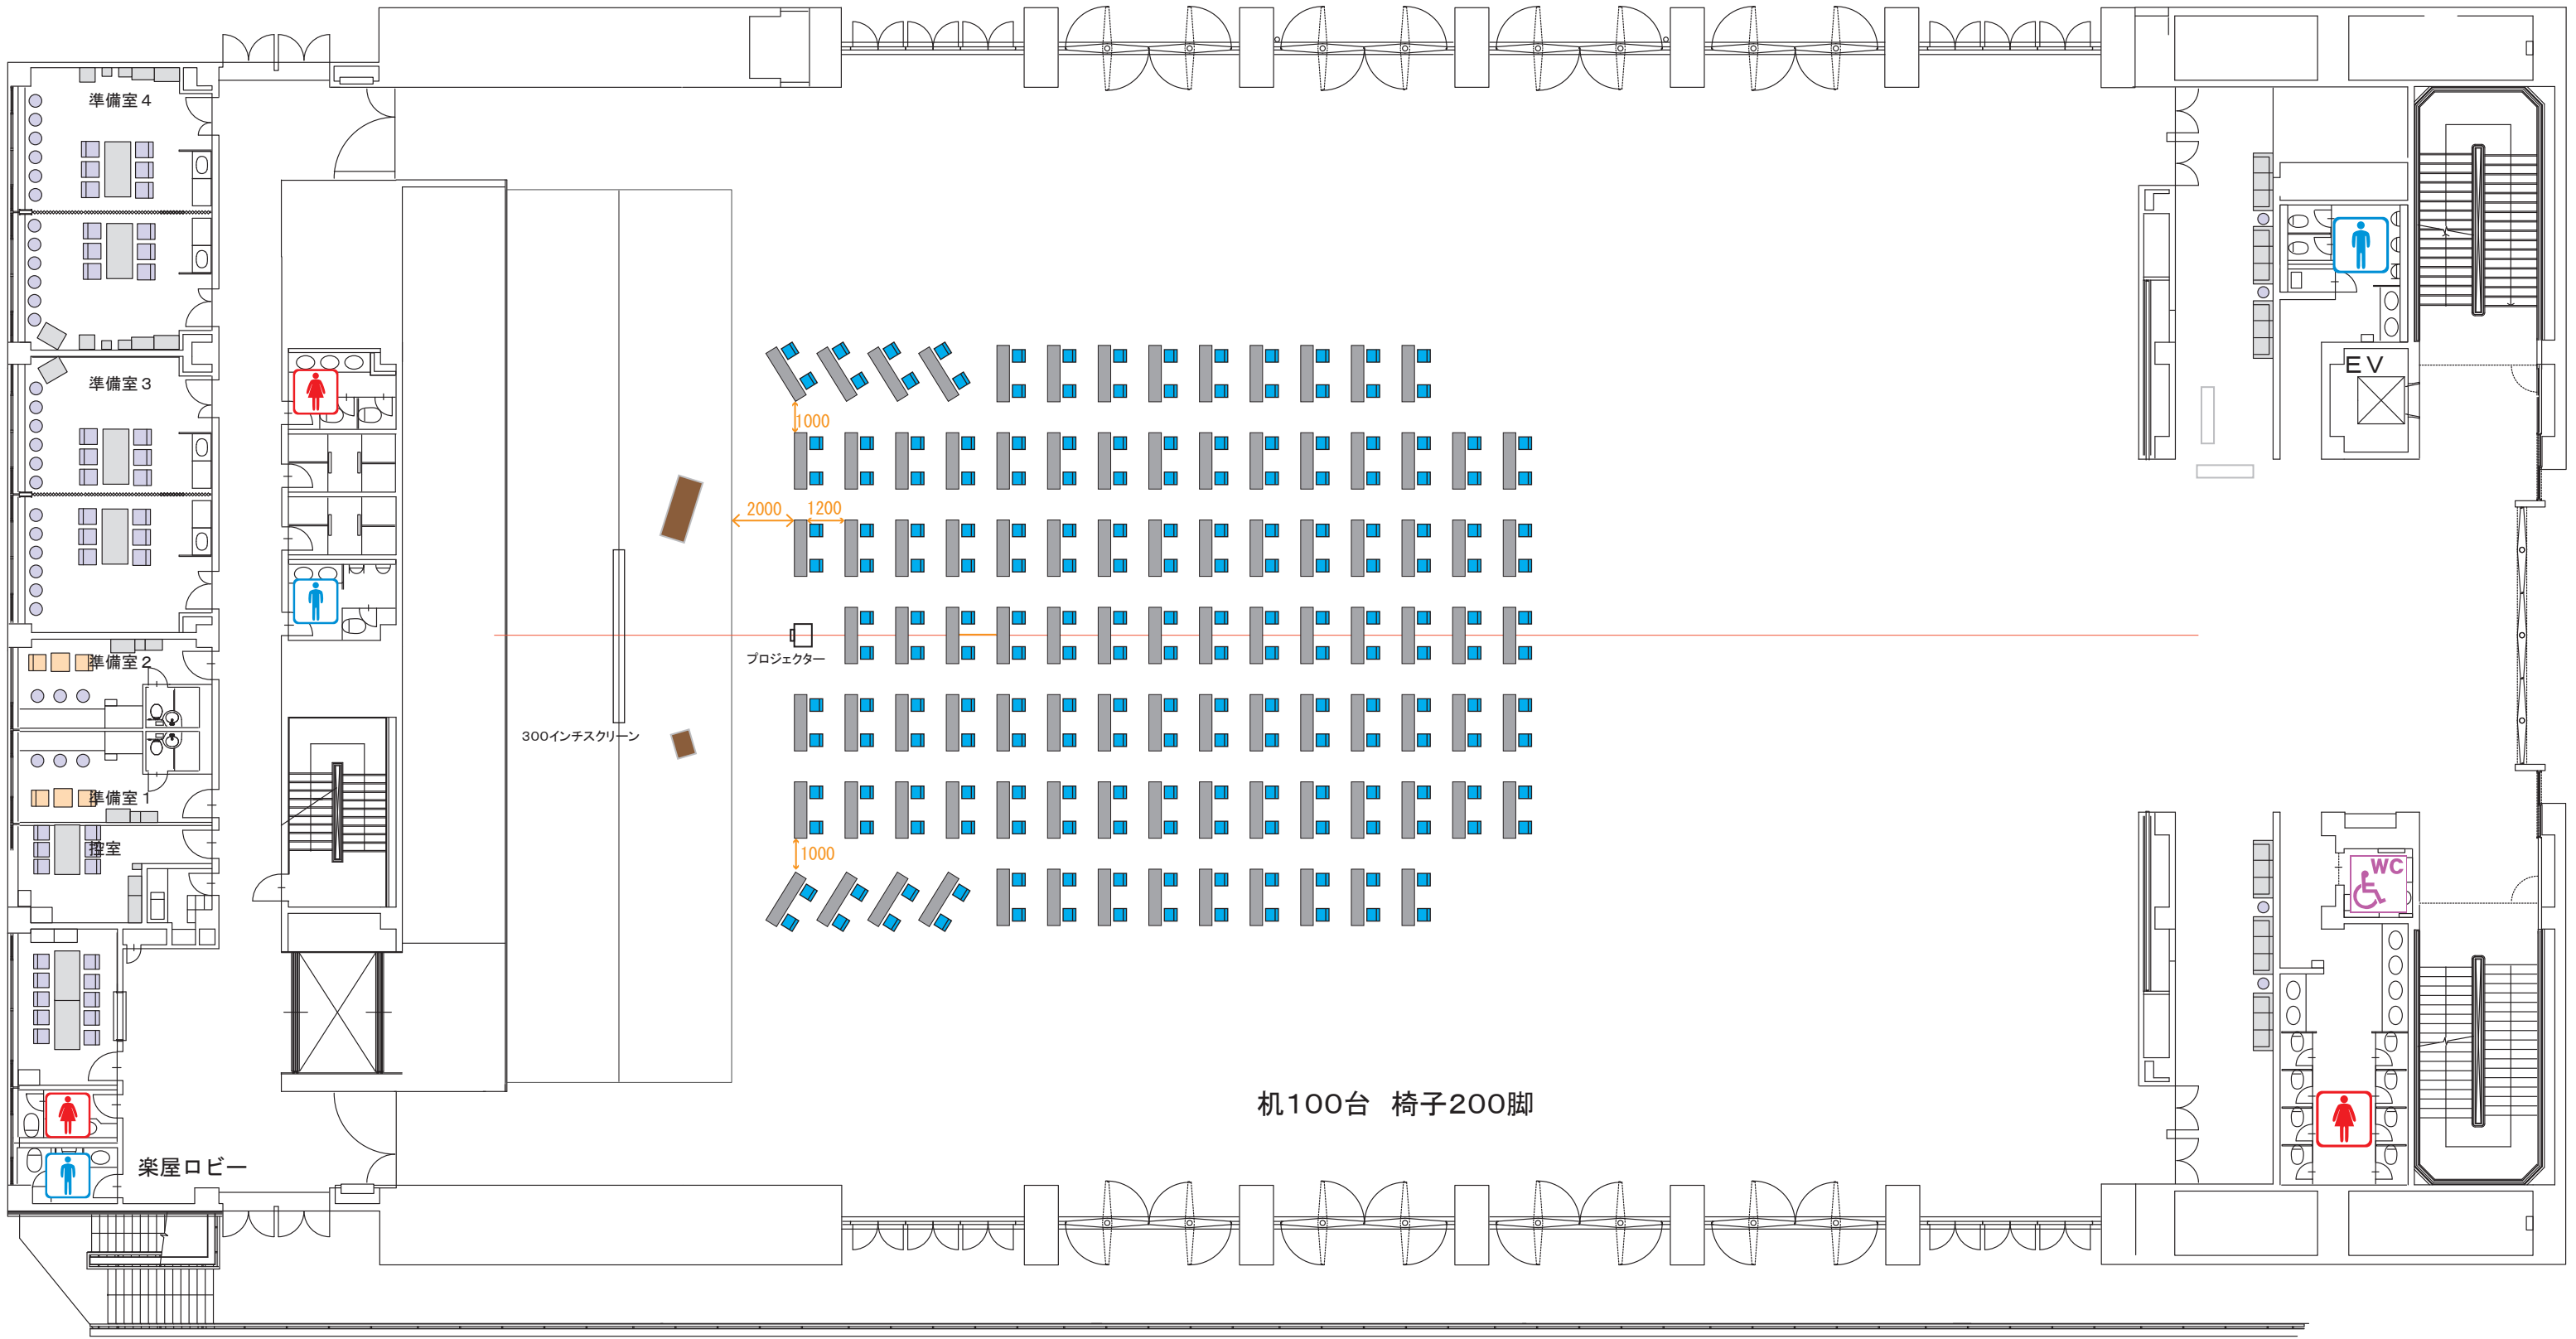 準備室4
準備室3
EV
1000
2000
1200
プロジェクター
準備室2
300インチスクリーン
準備室1
控室
1000
WC
机100台 椅子200脚
楽屋ロビー